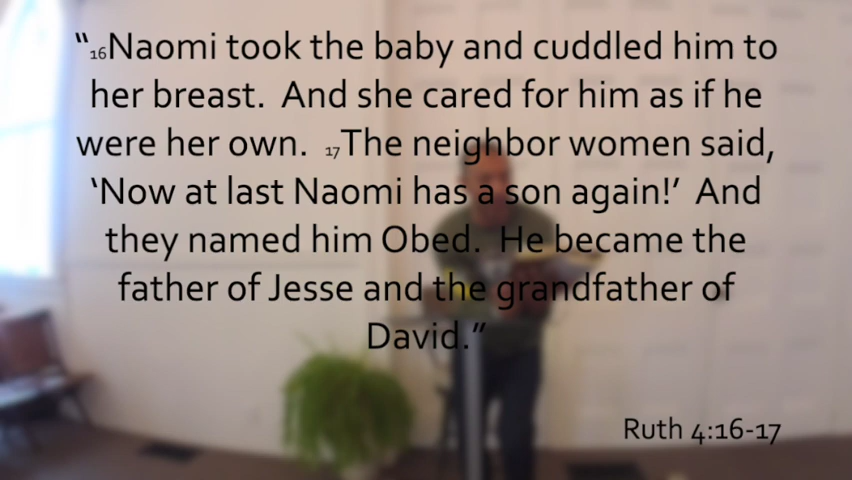 “16Naomi took the baby and cuddled him to
her breast.  And she cared for him as if he
were her own.  17The neighbor women said,
‘Now at last Naomi has a son again!’  And
they named him Obed.  He became the
father of Jesse and the grandfather of
David.”
Ruth 4:16-17